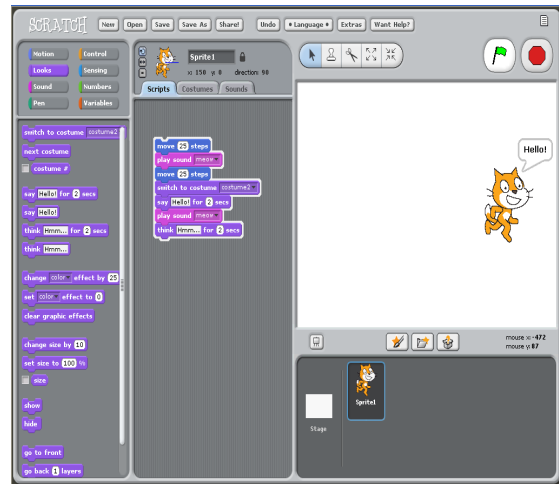 SCRATCH New Open Save Save As Share! Undo Language Extras Want Help?
Motion Control
Looks Sensing
Sound Numbers
Pen Variables
Sprite1
x: 150 y: 0 direction: 90
Scripts Costumes Sounds
switch to costume costume2
next costume
costume #
say Hello! for 2 secs
say Hello!
think Hmm... for 2 secs
think Hmm...
change color effect by 25
set color effect to 0
clear graphic effects
change size by 10
set size to 100 %
size
show
hide
go to front
go back 1 layers
move 25 steps
play sound meow
move 25 steps
switch to costume costume2
say Hello! for 2 secs
play sound meow
think Hmm... for 2 secs
Hello!
mouse x: -472
mouse y: 87
Sprite1
Stage